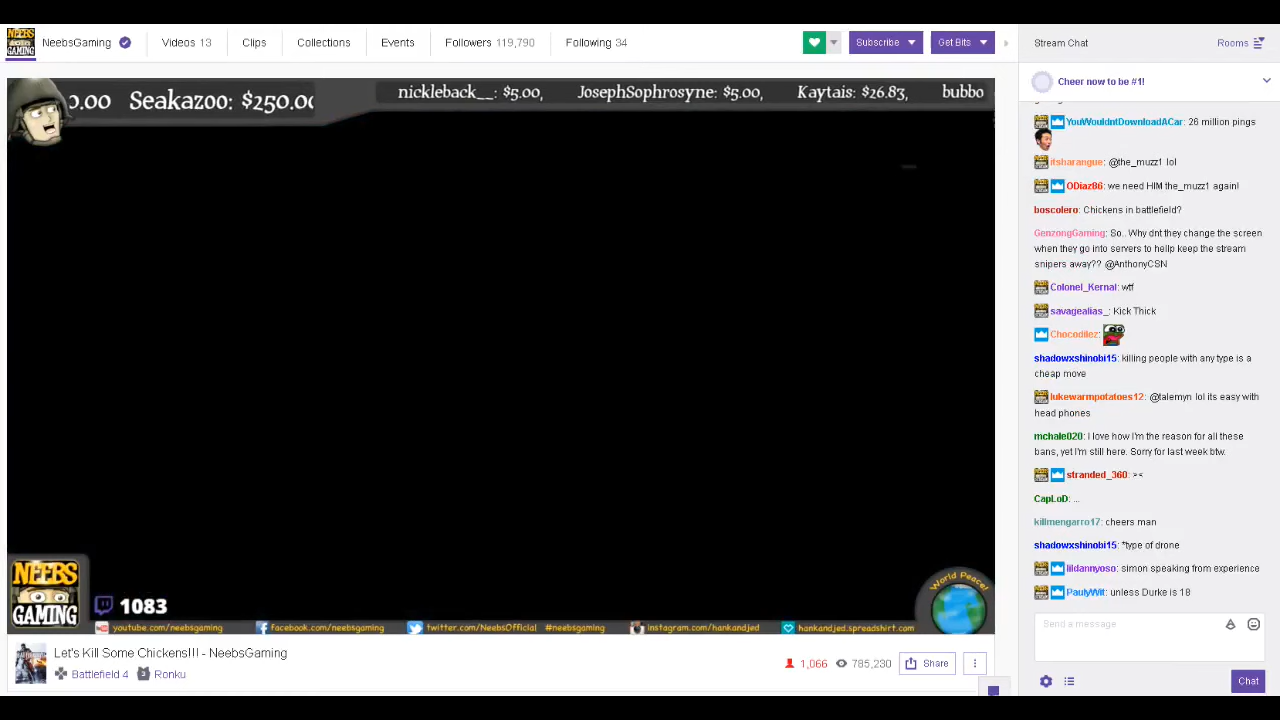 NeebsGaming Videos 13 Clips Collections Events Followers 119,790 Following 34 Subscribe Get Bits Stream Chat Rooms
Cheer now to be #1!
0.00 Seakazoo: $250.00
nickleback__: $5.00, JosephSophrosyne: $5.00, Kaytais: $26.83, bubbo
YouWouldntDownloadACar: 26 million pings
itsharangue: @the_muzz1 lol
ODiaz86: we need HIM the_muzz1 again!
boscolero: Chickens in battlefield?
GenzongGaming: So.. Why dnt they change the screen
when they go into servers to hellp keep the stream
snipers away?? @AnthonyCSN
Colonel_Kernal: wtf
savagealias_: Kick Thick
Chocodilez:
shadowxshinobi15: killing people with any type is a
cheap move
lukewarmpotatoes12: @talemyn lol its easy with
head phones
mchale020: I love how I'm the reason for all these
bans, yet I'm still here. Sorry for last week btw.
stranded_360: ><
CapLoD: ...
killmengarro17: cheers man
shadowxshinobi15: *type of drone
lildannyoso: simon speaking from experience
PaulyWit: unless Durke is 18
Send a message
Chat
NEEBS
GAMING
1083
World Peace!
youtube.com/neebsgaming facebook.com/neebsgaming twitter.com/NeebsOfficial #neebsgaming instagram.com/hankandjed hankandjed.spreadshirt.com
Let's Kill Some Chickens!!! - NeebsGaming
Battlefield 4 Ronku
1,066 785,230 Share